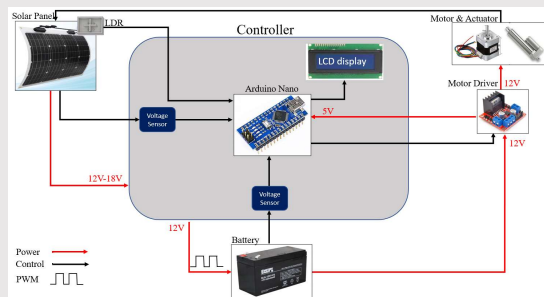 Solar Panel
LDR
Controller
Motor & Actuator
LCD display
Arduino Nano
12V
Motor Driver
5V
Voltage
Sensor
12V
12V-18V
Voltage
Sensor
12V
Battery
Power
Control
PWM